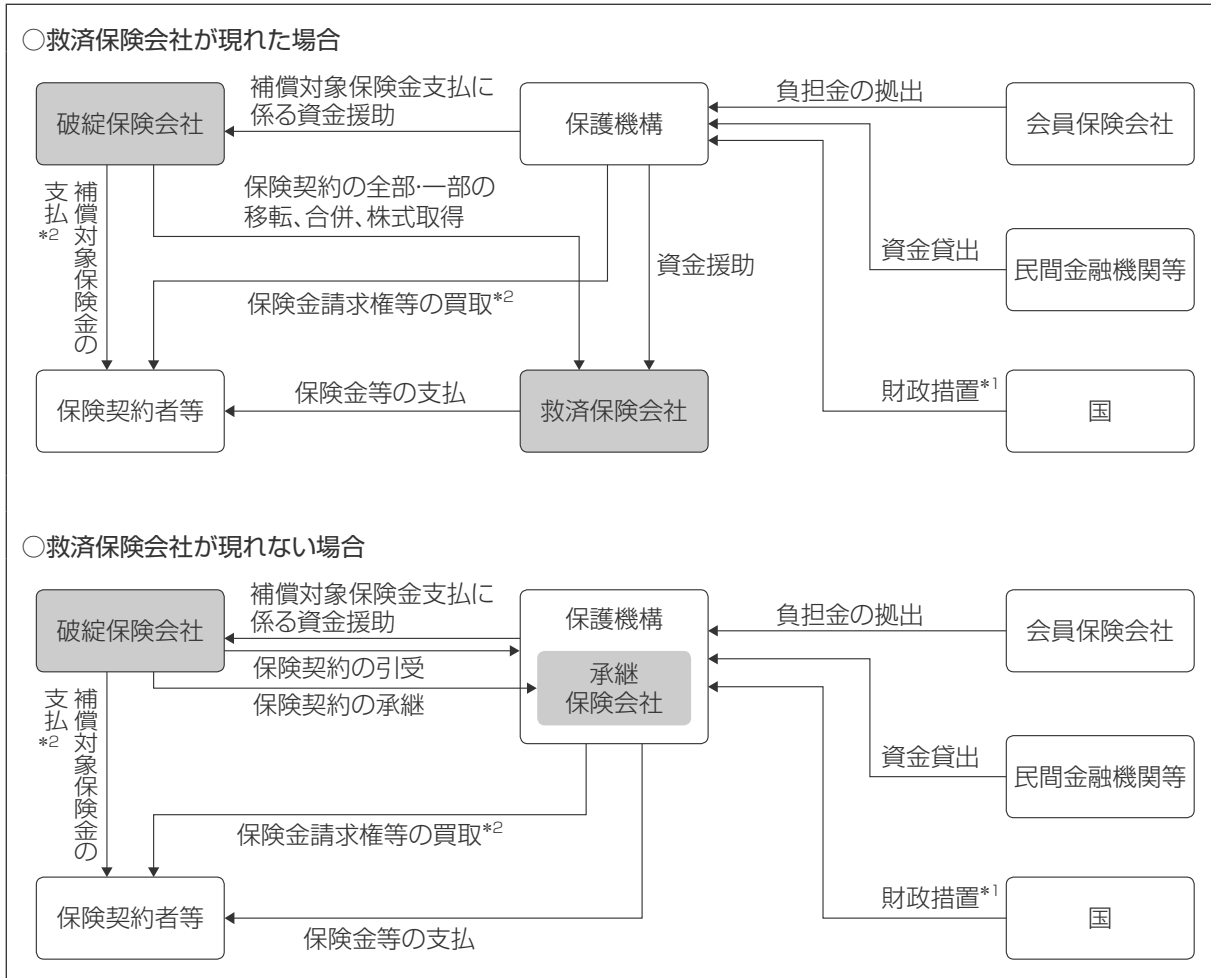 ○救済保険会社が現れた場合
破綻保険会社
補償対象保険金支払に
係る資金援助
保護機構
負担金の拠出
会員保険会社
補償対象保険金の
支払*2
保険契約の全部・一部の
移転、合併、株式取得
資金援助
資金貸出
民間金融機関等
保険金請求権等の買取*2
保険契約者等
保険金等の支払
救済保険会社
財政措置*1
国
○救済保険会社が現れない場合
破綻保険会社
補償対象保険金支払に
係る資金援助
保護機構
負担金の拠出
会員保険会社
保険契約の引受
保険契約の承継
承継
保険会社
補償対象保険金の
支払*2
資金貸出
民間金融機関等
保険金請求権等の買取*2
保険契約者等
保険金等の支払
財政措置*1
国